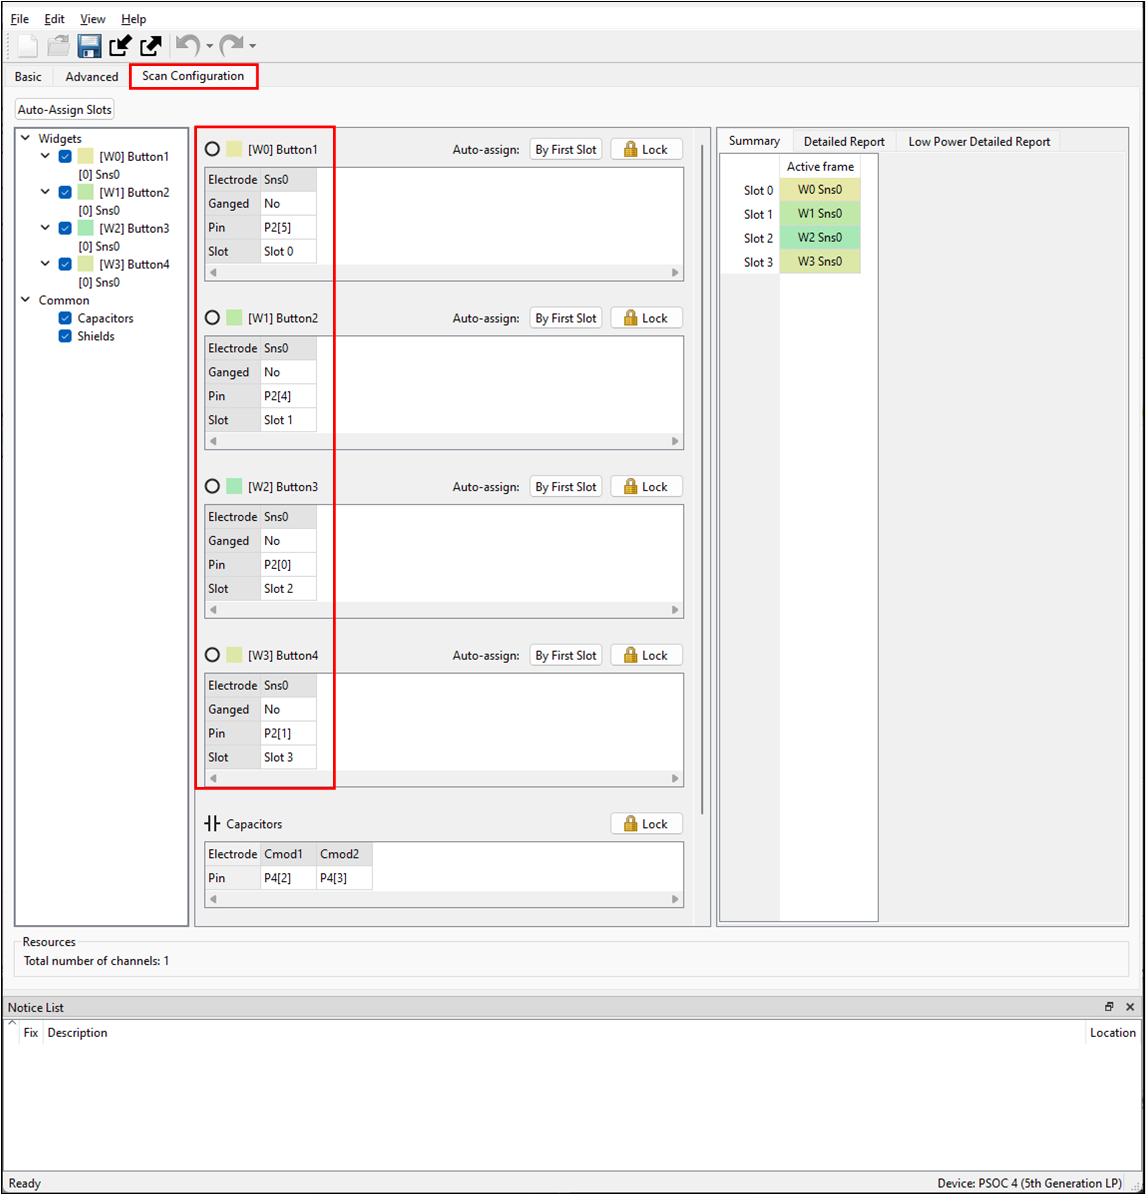 File Edit View Help
Basic Advanced Scan Configuration
Auto-Assign Slots
Widgets
[W0] Button1
[0] Sns0
[W1] Button2
[0] Sns0
[W2] Button3
[0] Sns0
[W3] Button4
[0] Sns0
Common
Capacitors
Shields
[W0] Button1 Auto-assign: By First Slot Lock
Electrode Sns0
Ganged No
Pin P2[5]
Slot Slot 0
[W1] Button2 Auto-assign: By First Slot Lock
Electrode Sns0
Ganged No
Pin P2[4]
Slot Slot 1
[W2] Button3 Auto-assign: By First Slot Lock
Electrode Sns0
Ganged No
Pin P2[0]
Slot Slot 2
[W3] Button4 Auto-assign: By First Slot Lock
Electrode Sns0
Ganged No
Pin P2[1]
Slot Slot 3
Capacitors Lock
Electrode Cmod1 Cmod2
Pin P4[2] P4[3]
Summary Detailed Report Low Power Detailed Report
Active frame
Slot 0 W0 Sns0
Slot 1 W1 Sns0
Slot 2 W2 Sns0
Slot 3 W3 Sns0
Resources
Total number of channels: 1
Notice List
Fix Description Location
Ready Device: PSOC 4 (5th Generation LP)